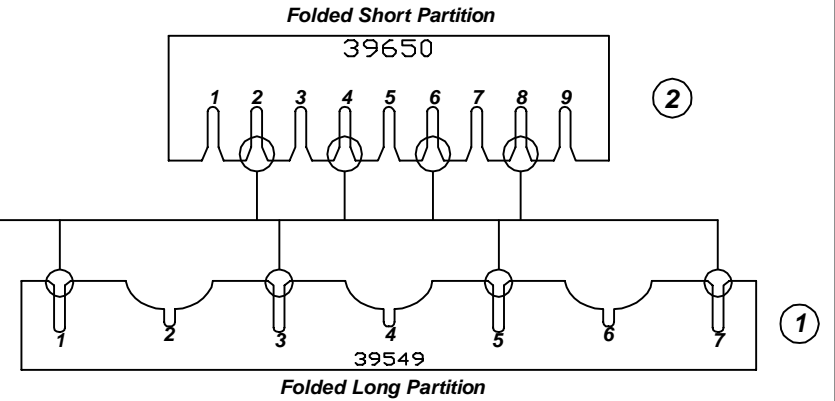 Folded Short Partition
39650
1 2 3 4 5 6 7 8 9
2
1 2 3 4 5 6 7
1
39549
Folded Long Partition